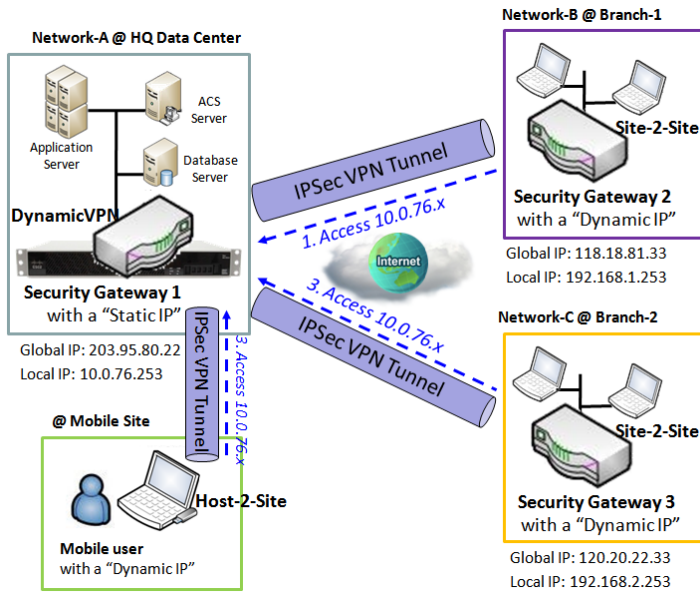 Network-A @ HQ Data Center
Application
Server
ACS
Server
Database
Server
DynamicVPN
Security Gateway 1
with a “Static IP”
Global IP: 203.95.80.22
Local IP: 10.0.76.253
IPSec VPN Tunnel
1. Access 10.0.76.x
Internet
3. Access 10.0.76.x
IPSec VPN Tunnel
IPSec VPN Tunnel
3. Access 10.0.76.x
Network-B @ Branch-1
Site-2-Site
Security Gateway 2
with a “Dynamic IP”
Global IP: 118.18.81.33
Local IP: 192.168.1.253
Network-C @ Branch-2
Site-2-Site
Security Gateway 3
with a “Dynamic IP”
Global IP: 120.20.22.33
Local IP: 192.168.2.253
@ Mobile Site
Host-2-Site
Mobile user
with a “Dynamic IP”